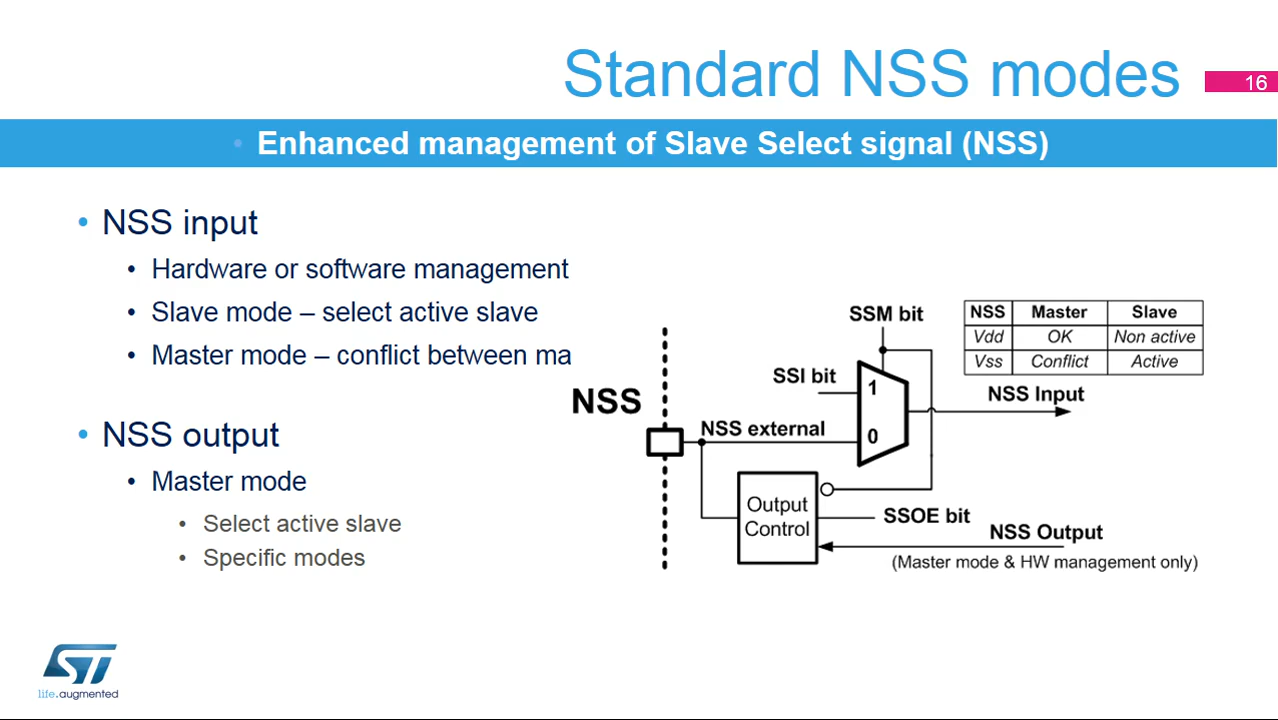 Standard NSS modes
16
• Enhanced management of Slave Select signal (NSS)
• NSS input
• Hardware or software management
• Slave mode – select active slave
• Master mode – conflict between ma
• NSS output
• Master mode
• Select active slave
• Specific modes
NSS
SSM bit
SSI bit
1
NSS external
0
Output
Control
SSOE bit
NSS Output
(Master mode & HW management only)
NSS Master Slave
Vdd OK Non active
Vss Conflict Active
NSS Input
ST
life.augmented